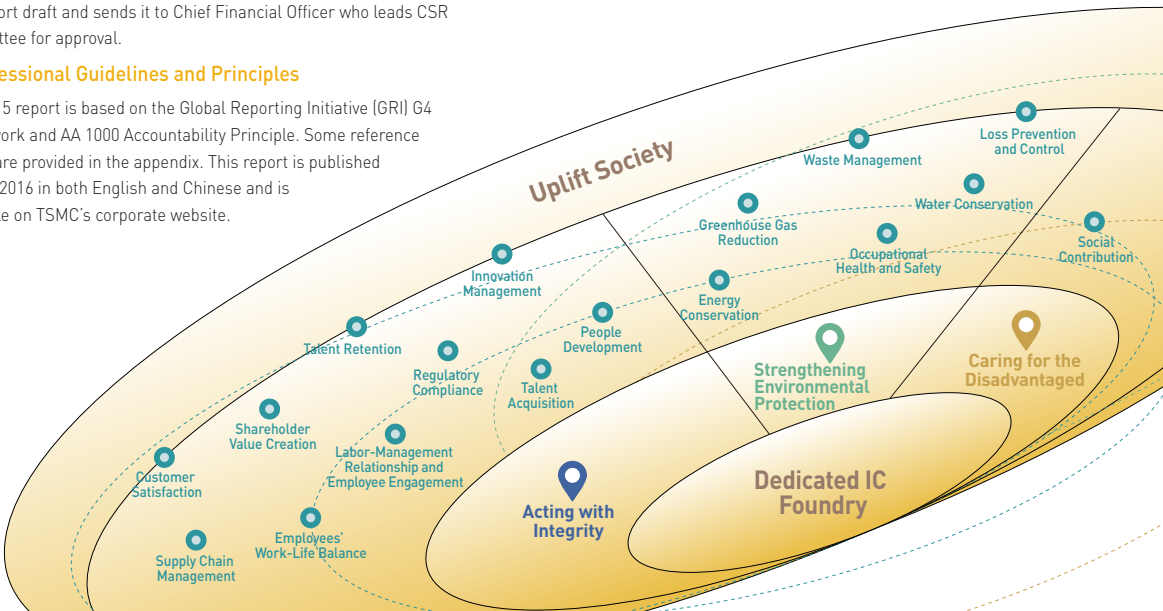 ort draft and sends it to Chief Financial Officer who leads CSR
ttee for approval.
essional Guidelines and Principles
5 report is based on the Global Reporting Initiative (GRI) G4
work and AA 1000 Accountability Principle. Some reference
are provided in the appendix. This report is published
2016 in both English and Chinese and is
le on TSMC's corporate website.
Uplift Society
Loss Prevention
and Control
Waste Management
Water Conservation
Greenhouse Gas
Reduction
Occupational
Health and Safety
Social
Contribution
Innovation
Management
Energy
Conservation
People
Development
Talent Retention
Regulatory
Compliance
Talent
Acquisition
Strengthening
Environmental
Protection
Caring for the
Disadvantaged
Shareholder
Value Creation
Labor-Management
Relationship and
Employee Engagement
Customer
Satisfaction
Acting with
Integrity
Dedicated IC
Foundry
Employees'
Work-Life Balance
Supply Chain
Management